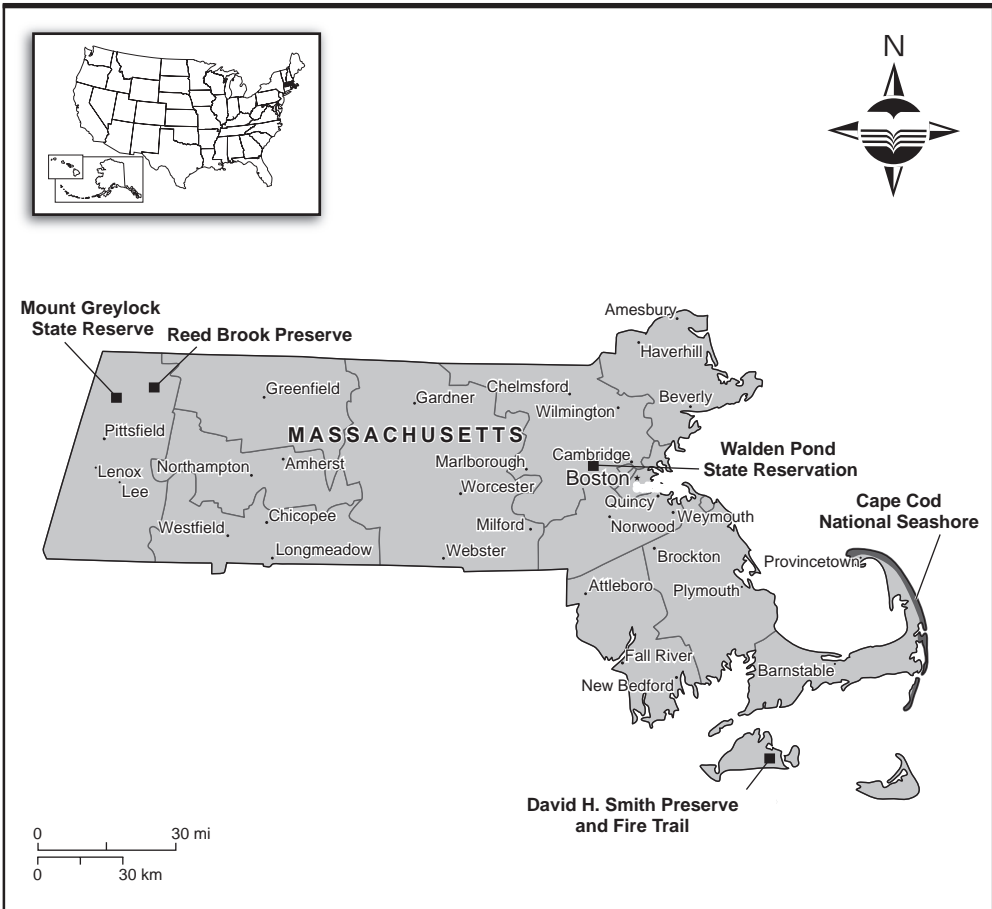 N
Mount Greylock
State Reserve
Reed Brook Preserve
Amesbury
Haverhill
Greenfield
Gardner
Chelmsford
Beverly
Wilmington
Pittsfield
MASSACHUSETTS
Walden Pond
State Reservation
Cambridge
Lenox
Northampton
Amherst
Marlborough
Boston
Lee
Worcester
Quincy
Cape Cod
National Seashore
Westfield
Chicopee
Milford
Norwood
Weymouth
Longmeadow
Webster
Brockton
Provincetown
Attleboro
Plymouth
Fall River
Barnstable
New Bedford
David H. Smith Preserve
and Fire Trail
0 30 mi
0 30 km